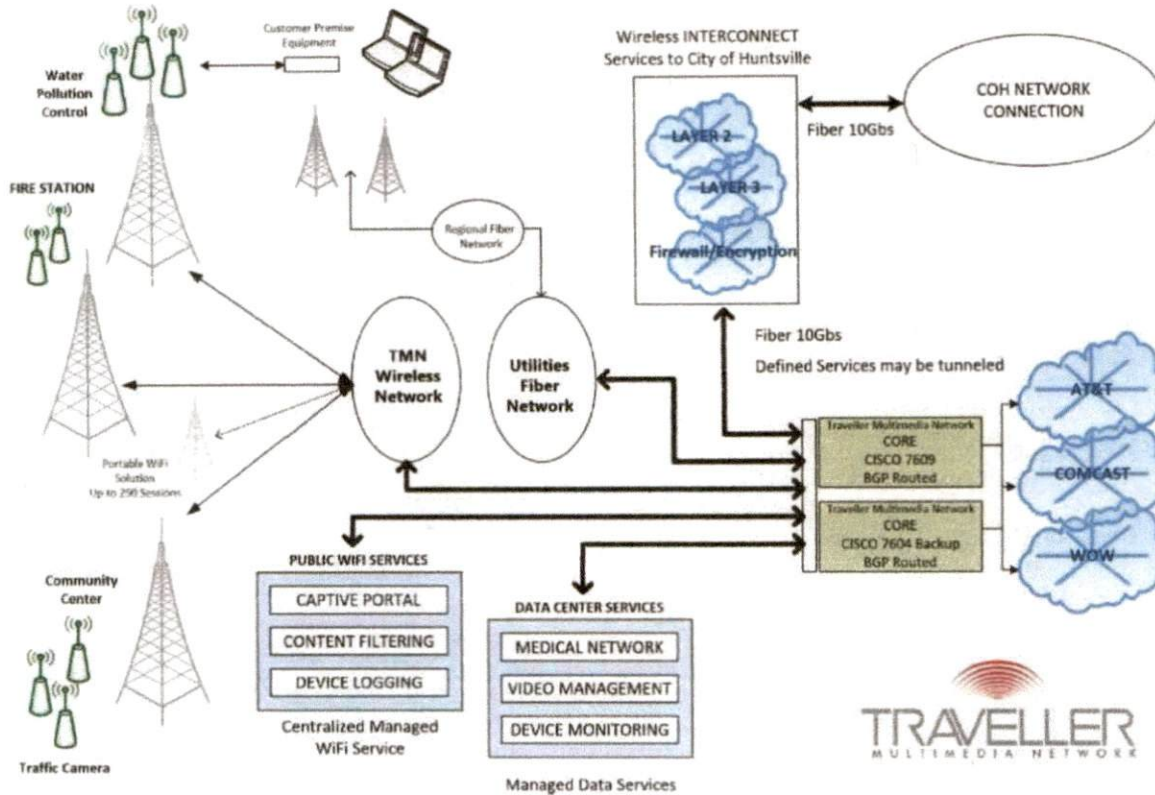 Customer Premise
Equipment
Water
Pollution
Control
Wireless INTERCONNECT
Services to City of Huntsville
LAYER 2
LAYER 3
Firewall/Encryption
Fiber 10Gbs
COH NETWORK
CONNECTION
FIRE STATION
Regional Fiber
Network
TMN
Wireless
Network
Utilities
Fiber
Network
Fiber 10Gbs
Defined Services may be tunneled
Portable WiFi
Solution
Up to 250 Sessions
Traveller Multimedia Network
CORE
CISCO 7609
BGP Routed
Traveller Multimedia Network
CORE
CISCO 7604 Backup
BGP Routed
AT&T
COMCAST
WOW
PUBLIC WIFI SERVICES
CAPTIVE PORTAL
CONTENT FILTERING
DEVICE LOGGING
Centralized Managed
WiFi Service
DATA CENTER SERVICES
MEDICAL NETWORK
VIDEO MANAGEMENT
DEVICE MONITORING
Managed Data Services
Community
Center
Traffic Camera
TRAVELLER
MULTIMEDIA NETWORK